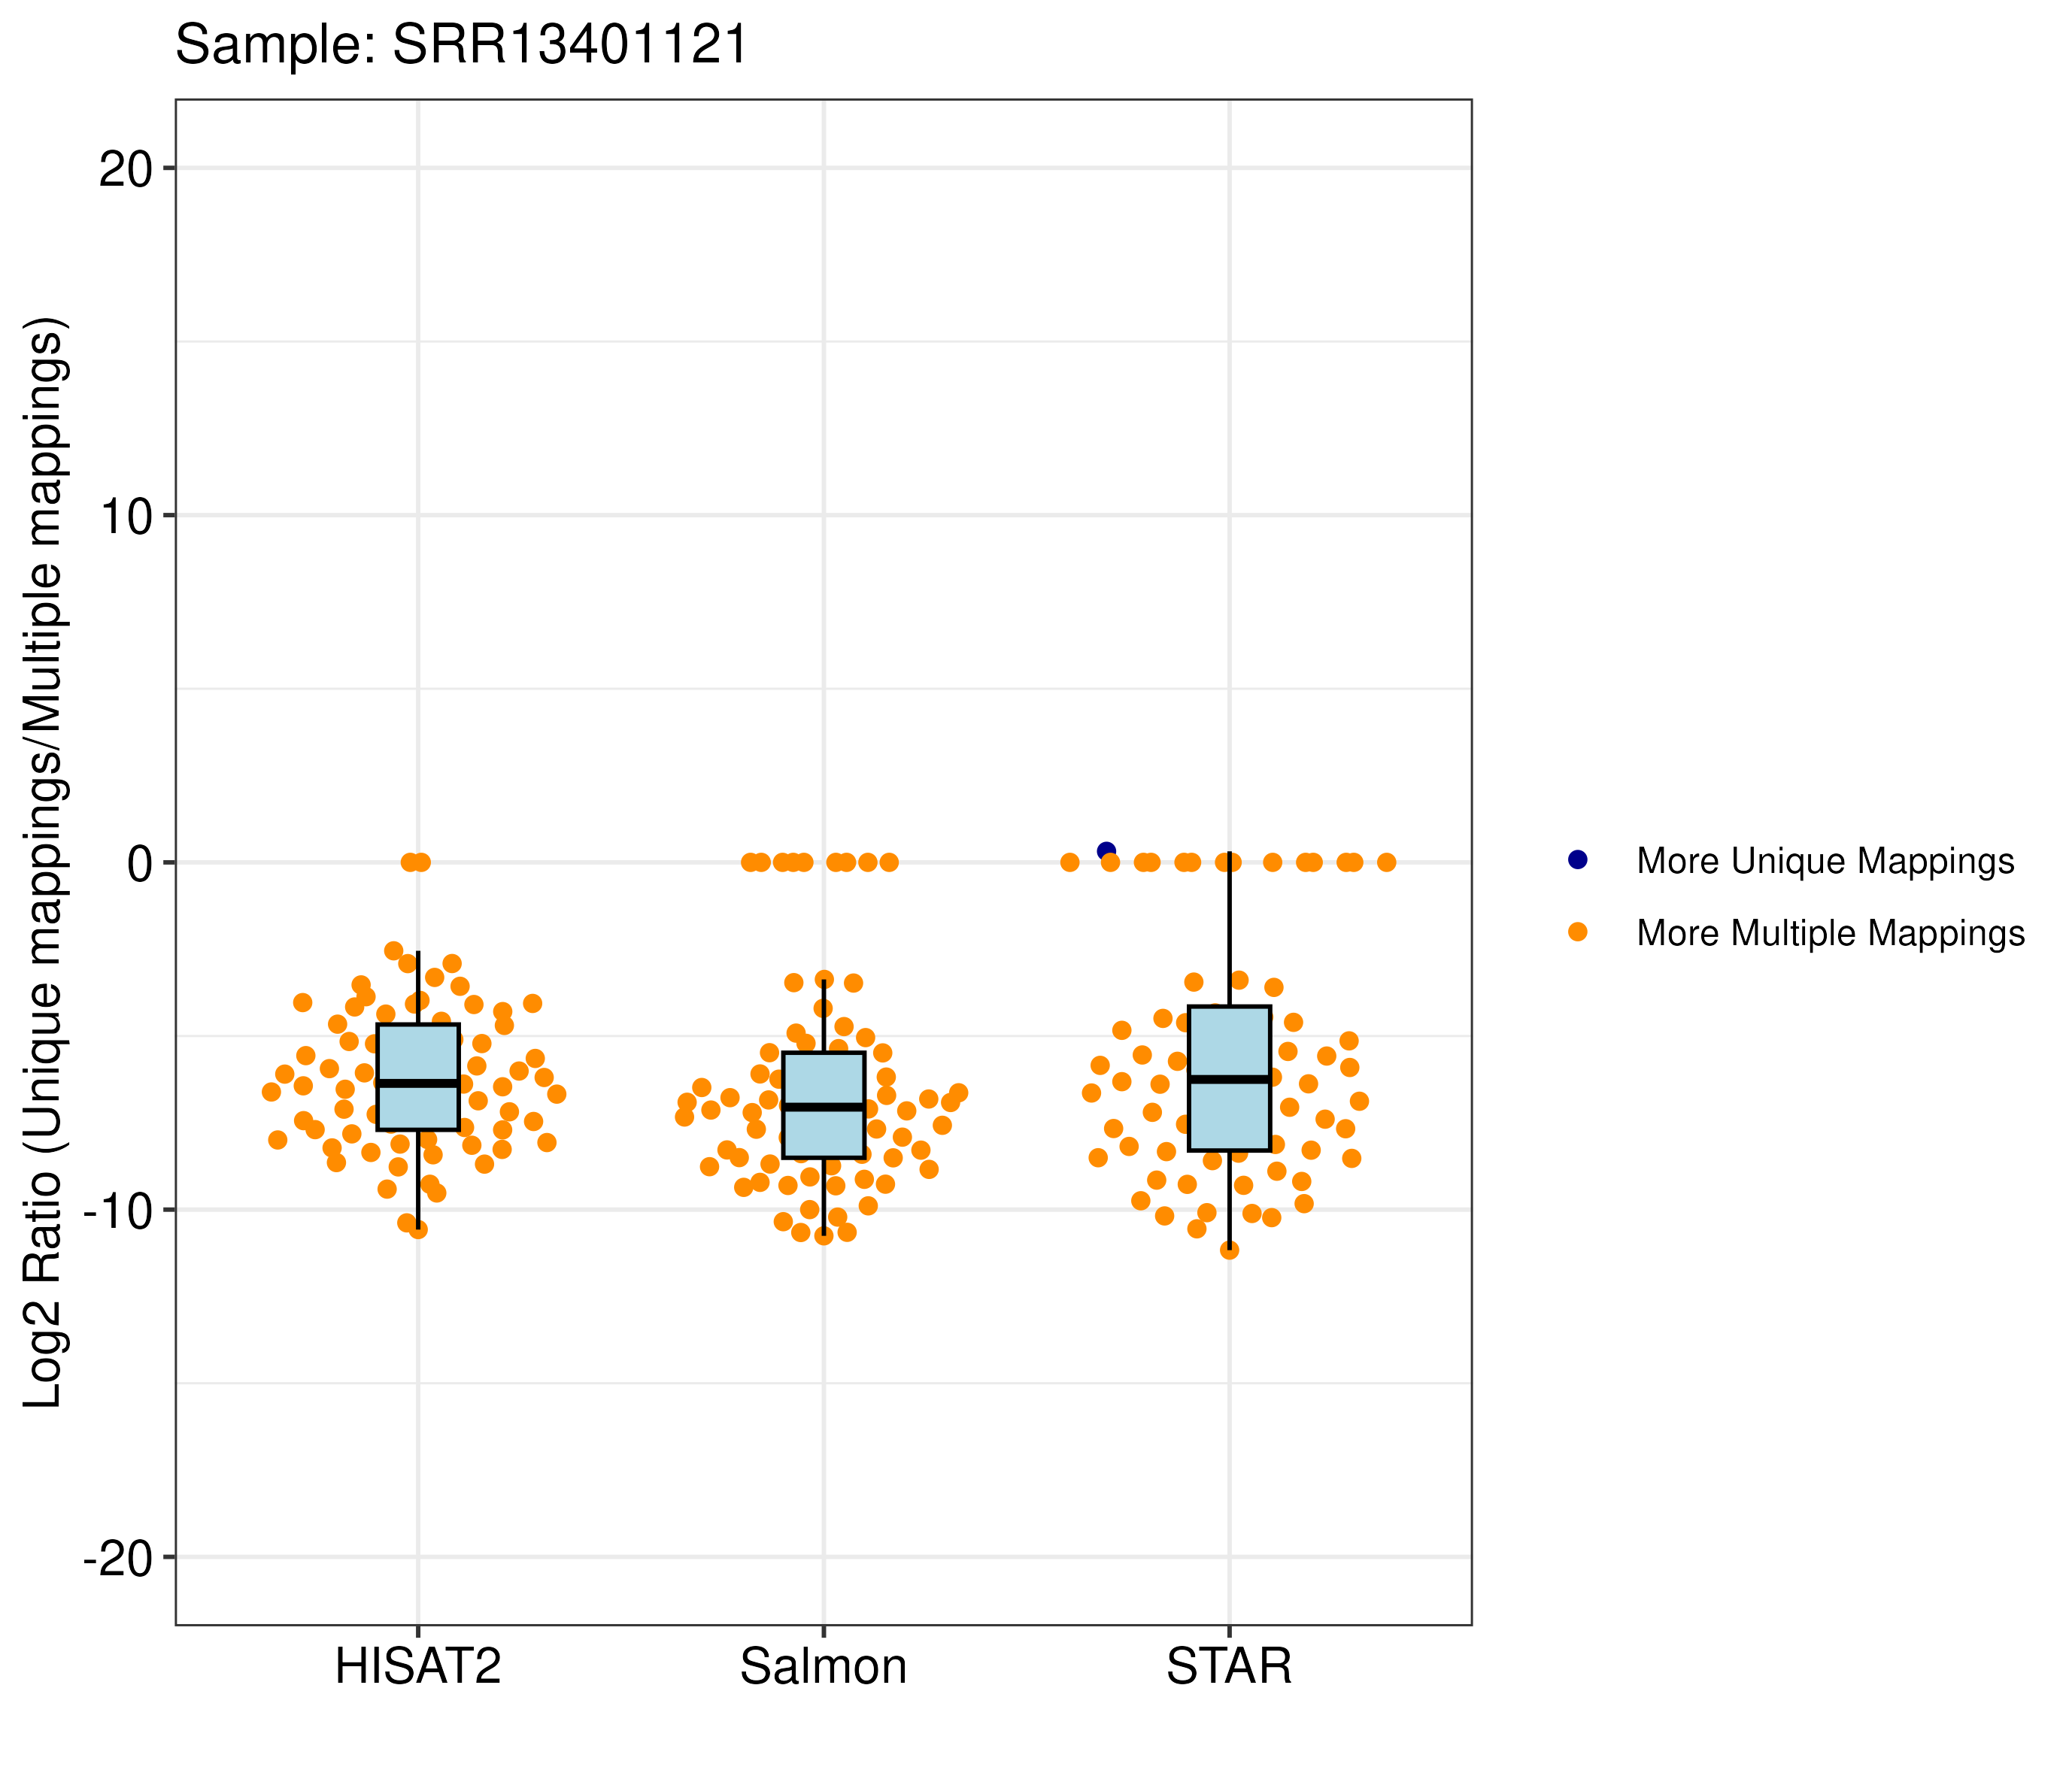 Sample: SRR13401121
Log2 Ratio (Unique mappings/Multiple mappings)
20
10
0
-10
-20
HISAT2
Salmon
STAR
More Unique Mappings
More Multiple Mappings